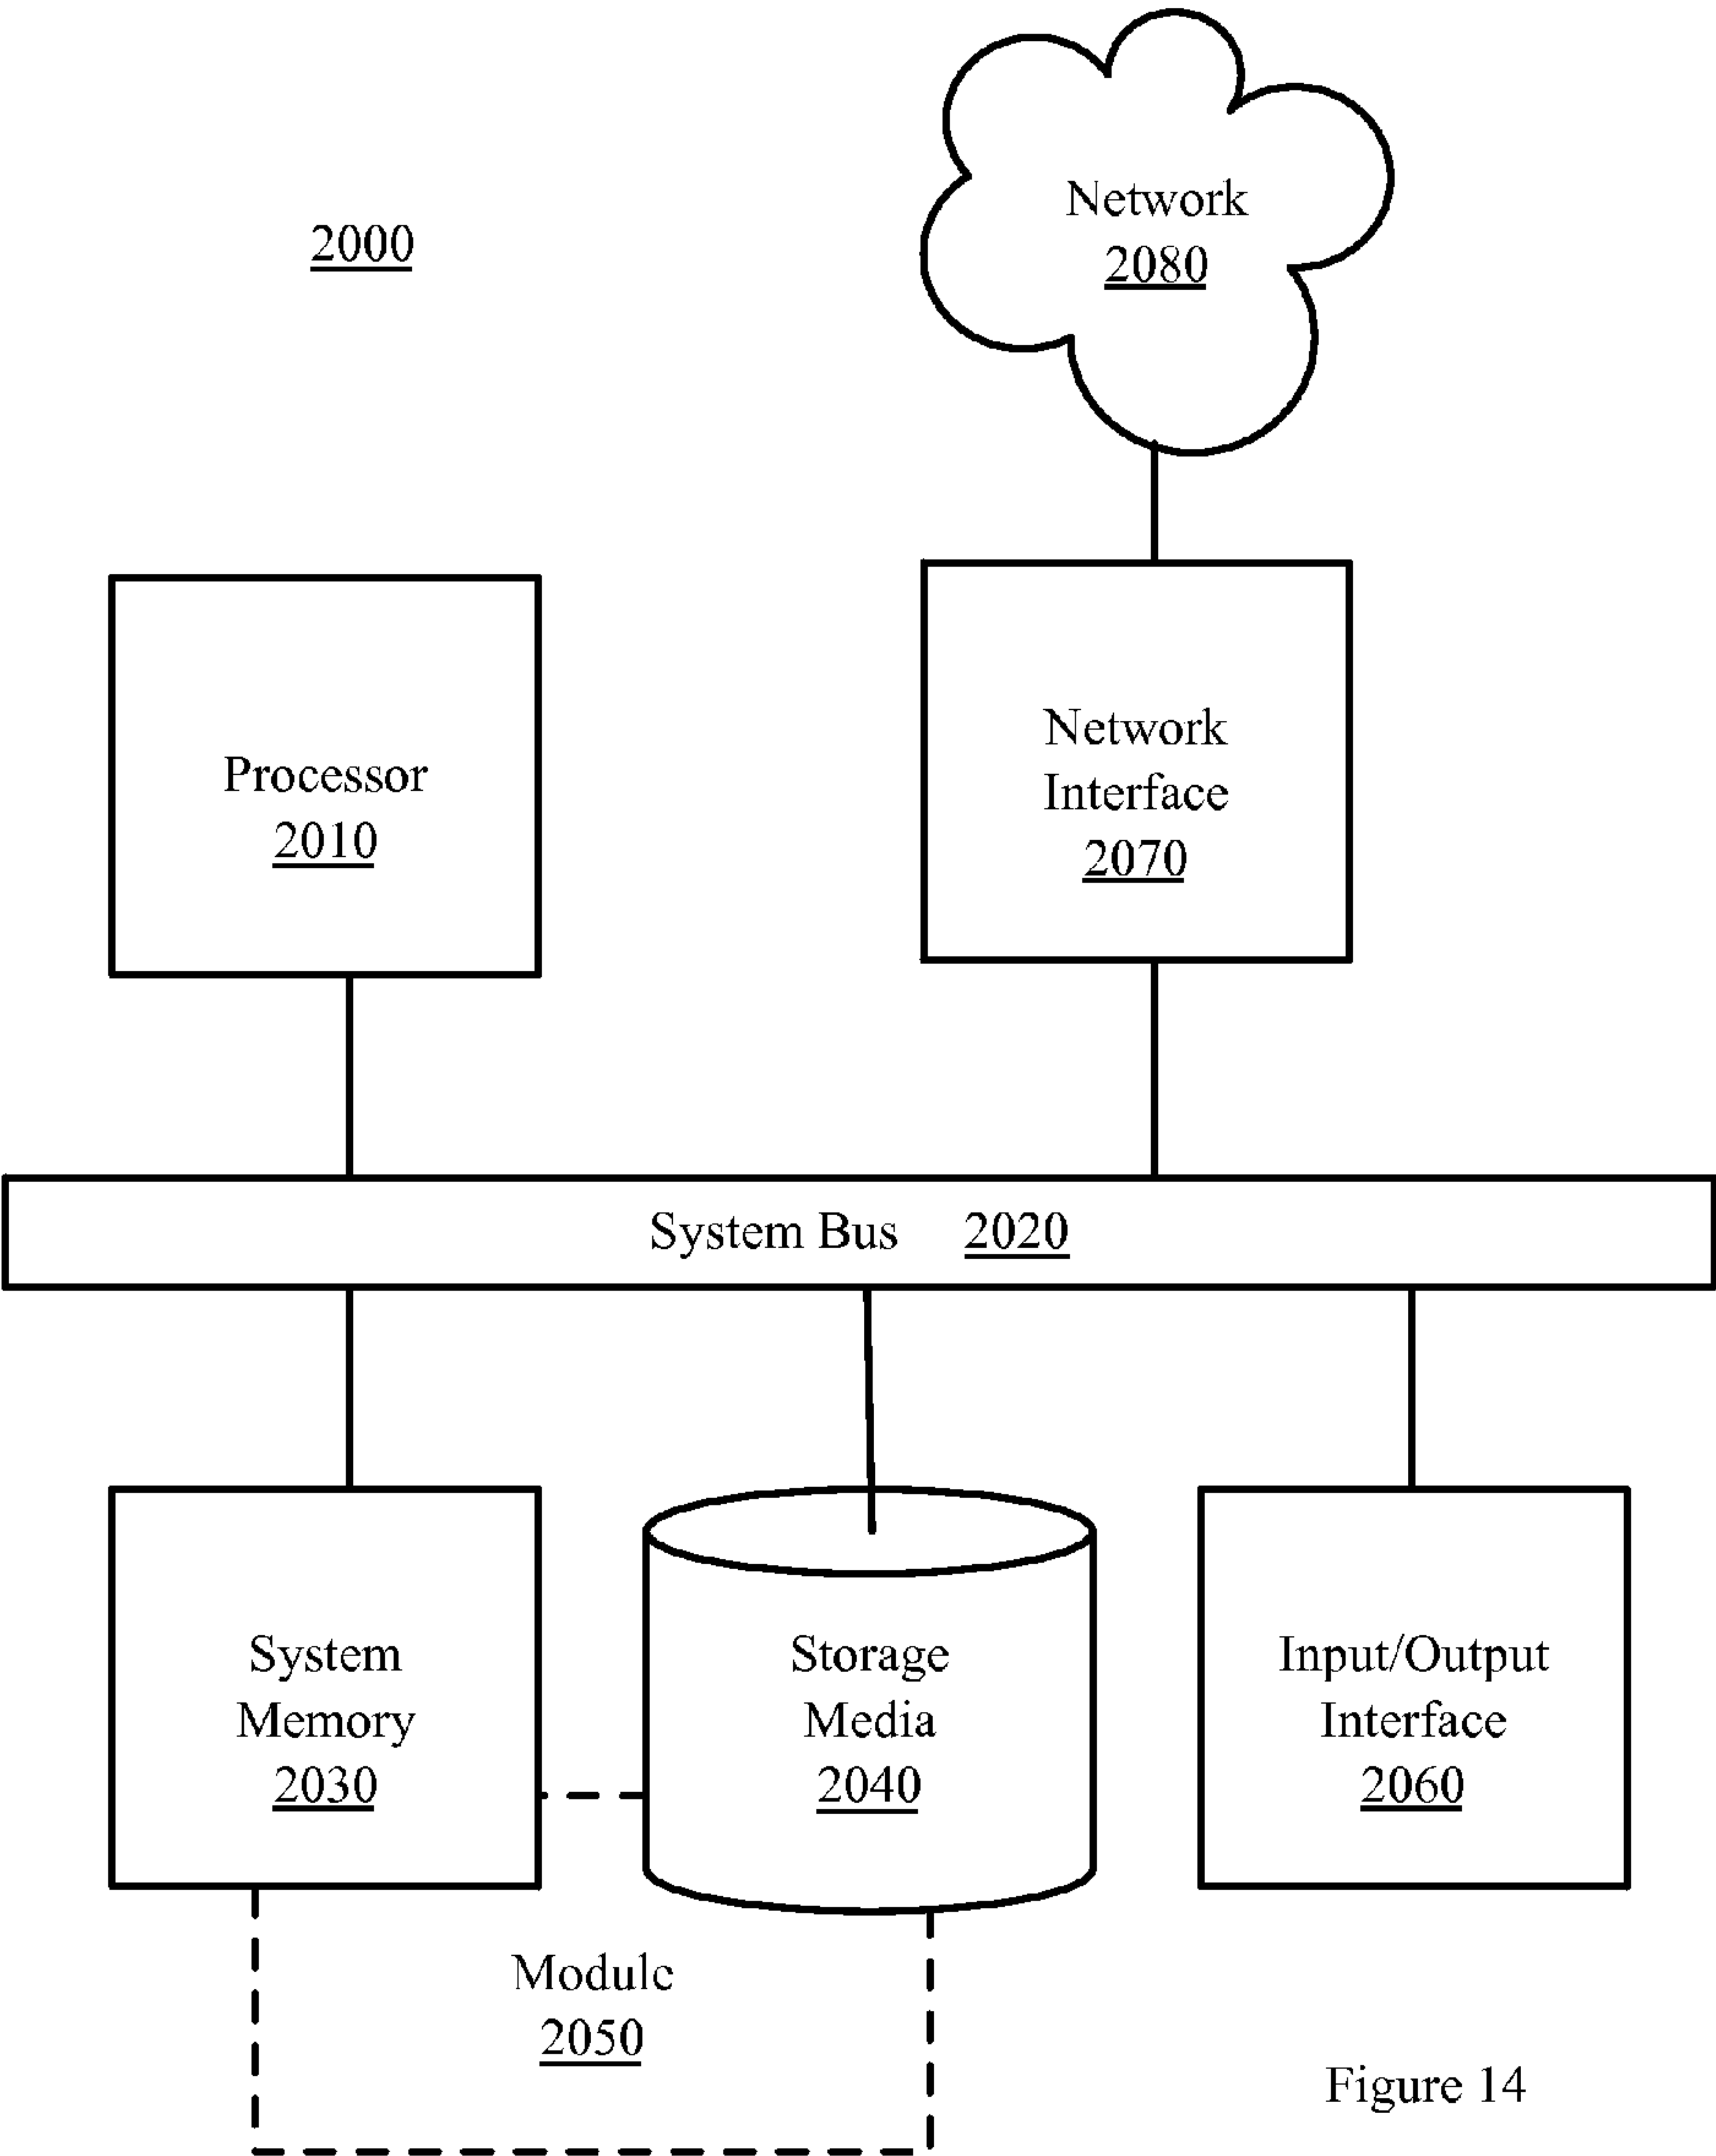 2000
Network
2080
Processor
2010
Network
Interface
2070
System Bus 2020
System
Memory
2030
Storage
Media
2040
Input/Output
Interface
2060
Module
2050
Figure 14